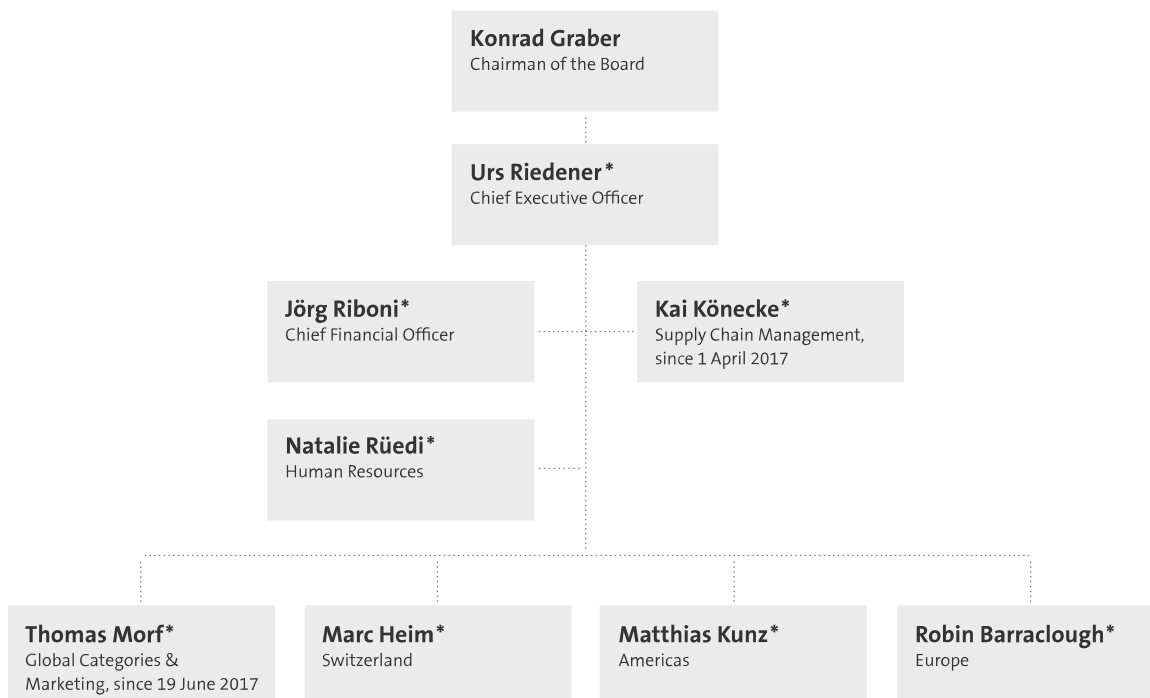 Konrad Graber
Chairman of the Board
Urs Riedener*
Chief Executive Officer
Jörg Riboni*
Chief Financial Officer
Kai Könecke*
Supply Chain Management,
since 1 April 2017
Natalie Rüedi*
Human Resources
Thomas Morf*
Global Categories &
Marketing, since 19 June 2017
Marc Heim*
Switzerland
Matthias Kunz*
Americas
Robin Barraclough*
Europe